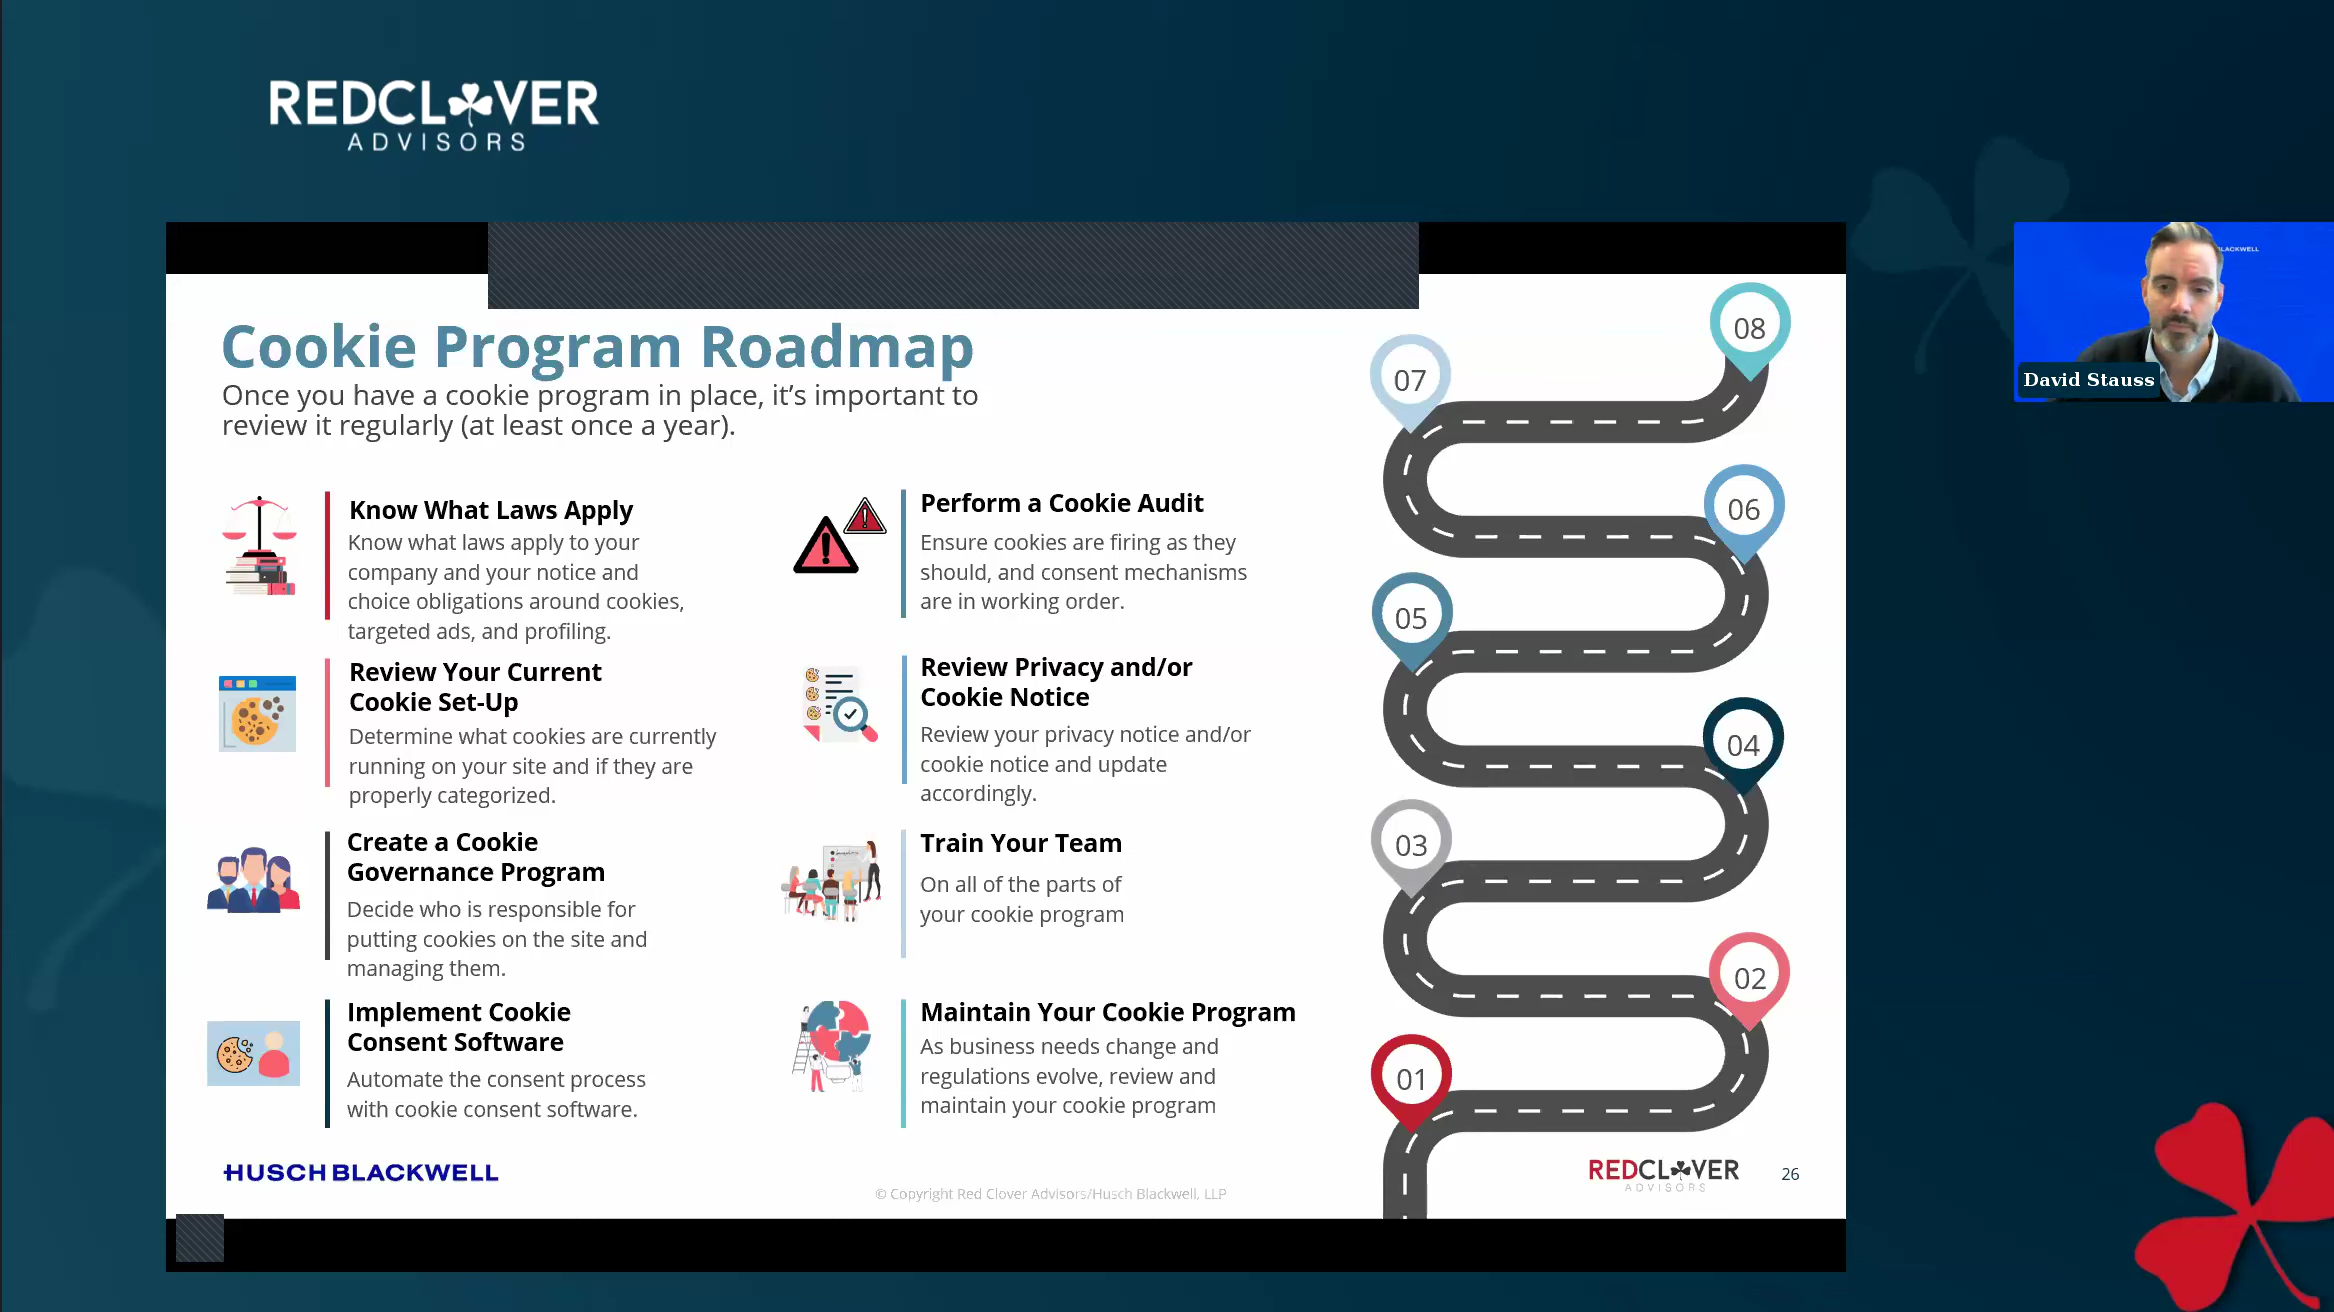 REDCLOVER
ADVISORS
Cookie Program Roadmap
Once you have a cookie program in place, it’s important to
review it regularly (at least once a year).
Know What Laws Apply
Know what laws apply to your
company and your notice and
choice obligations around cookies,
targeted ads, and profiling.
Review Your Current
Cookie Set-Up
Determine what cookies are currently
running on your site and if they are
properly categorized.
Create a Cookie
Governance Program
Decide who is responsible for
putting cookies on the site and
managing them.
Implement Cookie
Consent Software
Automate the consent process
with cookie consent software.
Perform a Cookie Audit
Ensure cookies are firing as they
should, and consent mechanisms
are in working order.
Review Privacy and/or
Cookie Notice
Review your privacy notice and/or
cookie notice and update
accordingly.
Train Your Team
On all of the parts of
your cookie program
Maintain Your Cookie Program
As business needs change and
regulations evolve, review and
maintain your cookie program
08
07
06
05
04
03
02
01
HUSCH BLACKWELL
© Copyright Red Clover Advisors/Husch Blackwell, LLP
REDCLOVER
ADVISORS
26
BLACKWELL
David Stauss